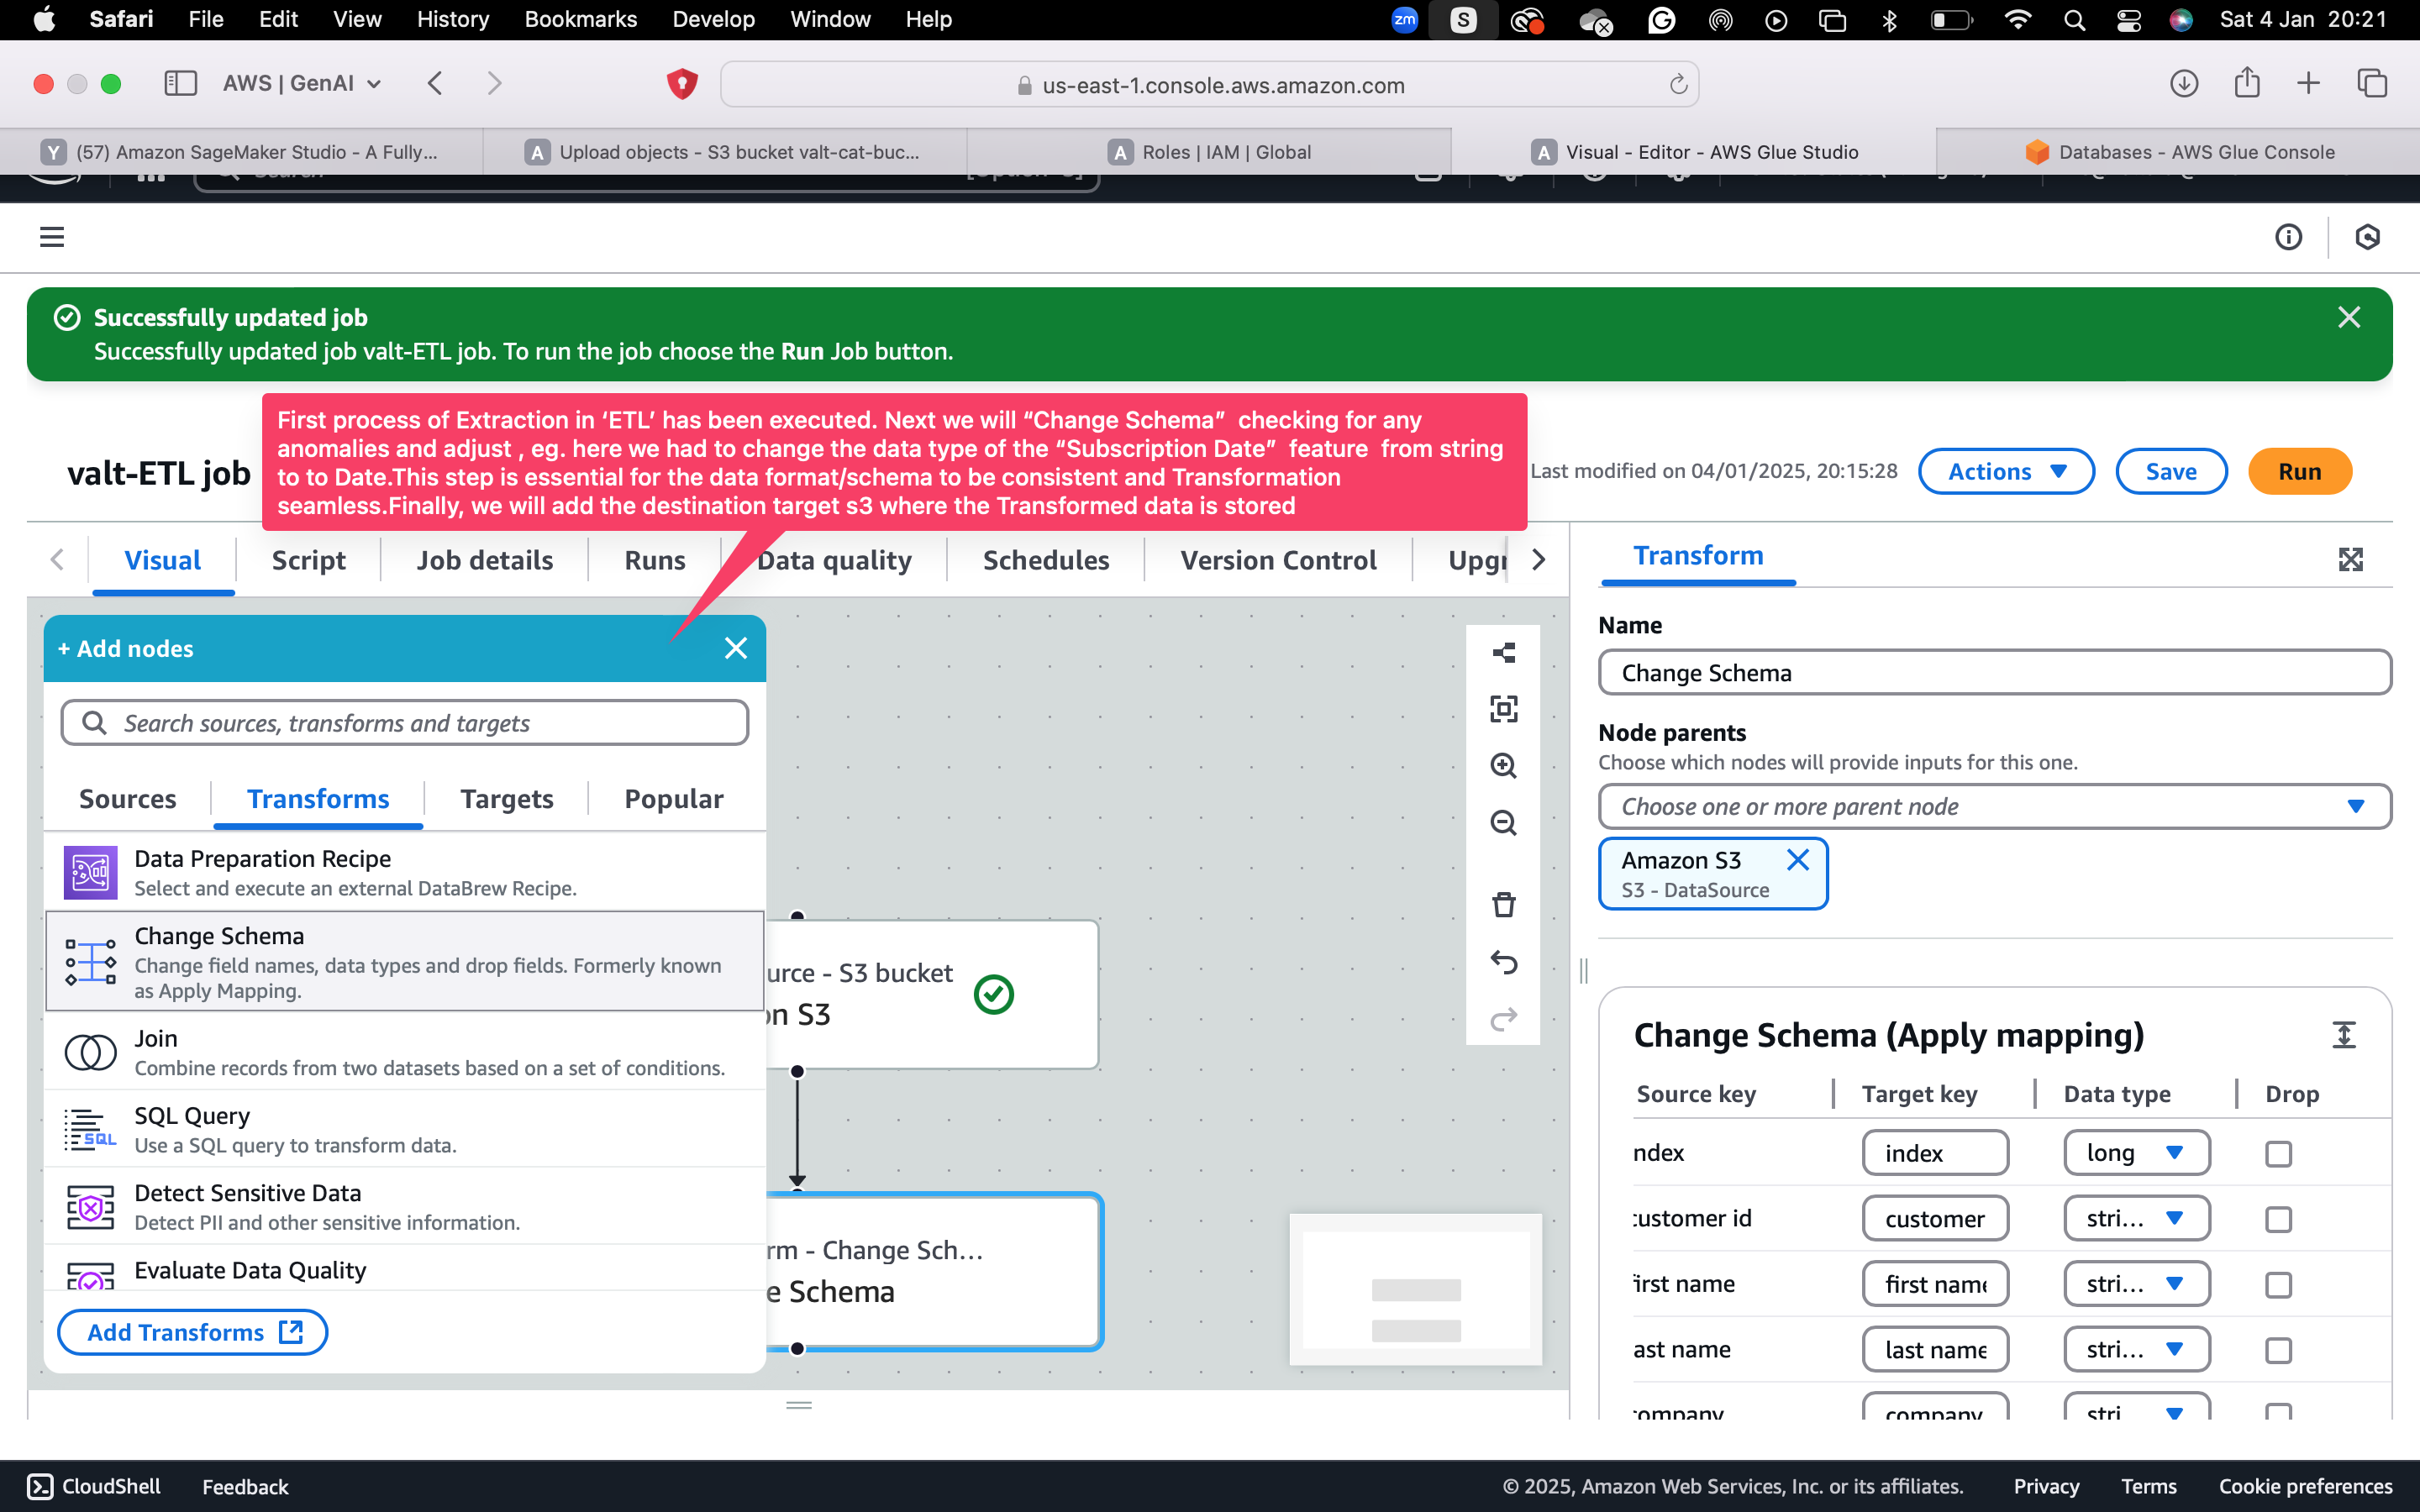 Safari File Edit View History Bookmarks Develop Window Help zm S Sat 4 Jan 20:21
AWS | GenAI us-east-1.console.aws.amazon.com
Y (57) Amazon SageMaker Studio - A Fully... A Upload objects - S3 bucket valt-cat-buc... A Roles | IAM | Global A Visual - Editor - AWS Glue Studio Databases - AWS Glue Console
Successfully updated job
Successfully updated job valt-ETL job. To run the job choose the Run Job button.
First process of Extraction in ‘ETL’ has been executed. Next we will “Change Schema” checking for any
anomalies and adjust , eg. here we had to change the data type of the “Subscription Date” feature from string
to to Date.This step is essential for the data format/schema to be consistent and Transformation
seamless.Finally, we will add the destination target s3 where the Transformed data is stored
valt-ETL job
Last modified on 04/01/2025, 20:15:28 Actions Save Run
Visual Script Job details Runs Data quality Schedules Version Control Upgr
+ Add nodes
Search sources, transforms and targets
Sources Transforms Targets Popular
Data Preparation Recipe
Select and execute an external DataBrew Recipe.
Change Schema
Change field names, data types and drop fields. Formerly known
as Apply Mapping.
Join
Combine records from two datasets based on a set of conditions.
SQL Query
SQL
Use a SQL query to transform data.
Detect Sensitive Data
Detect PII and other sensitive information.
Evaluate Data Quality
Add Transforms
urce - S3 bucket
on S3
rm - Change Sch...
e Schema
Transform
Name
Change Schema
Node parents
Choose which nodes will provide inputs for this one.
Choose one or more parent node
Amazon S3
S3 - DataSource
Change Schema (Apply mapping)
Source key Target key Data type Drop
ndex index long
customer id customer stri...
first name first name stri...
ast name last name stri...
company company stri
CloudShell Feedback © 2025, Amazon Web Services, Inc. or its affiliates. Privacy Terms Cookie preferences